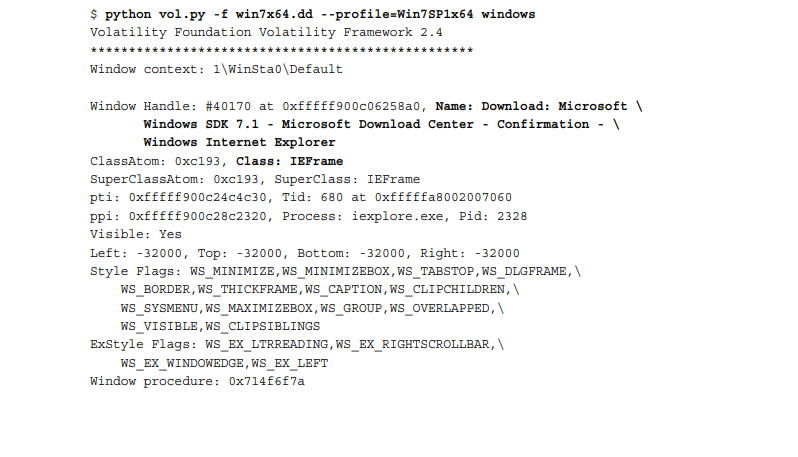 $ python vol.py -f win7x64.dd --profile=Win7SP1x64 windows
Volatility Foundation Volatility Framework 2.4
**************************************************
Window context: 1\WinSta0\Default
Window Handle: #40170 at 0xfffff900c06258a0, Name: Download: Microsoft \
Windows SDK 7.1 - Microsoft Download Center - Confirmation - \
Windows Internet Explorer
ClassAtom: 0xc193, Class: IEFrame
SuperClassAtom: 0xc193, SuperClass: IEFrame
pti: 0xfffff900c24c4c30, Tid: 680 at 0xfffffa8002007060
ppi: 0xfffff900c28c2320, Process: iexplore.exe, Pid: 2328
Visible: Yes
Left: -32000, Top: -32000, Bottom: -32000, Right: -32000
Style Flags: WS_MINIMIZE,WS_MINIMIZEBOX,WS_TABSTOP,WS_DLGFRAME,\
WS_BORDER,WS_THICKFRAME,WS_CAPTION,WS_CLIPCHILDREN,\
WS_SYSMENU,WS_MAXIMIZEBOX,WS_GROUP,WS_OVERLAPPED,\
WS_VISIBLE,WS_CLIPSIBLINGS
ExStyle Flags: WS_EX_LTRREADING,WS_EX_RIGHTSCROLLBAR,\
WS_EX_WINDOWEDGE,WS_EX_LEFT
Window procedure: 0x714f6f7a